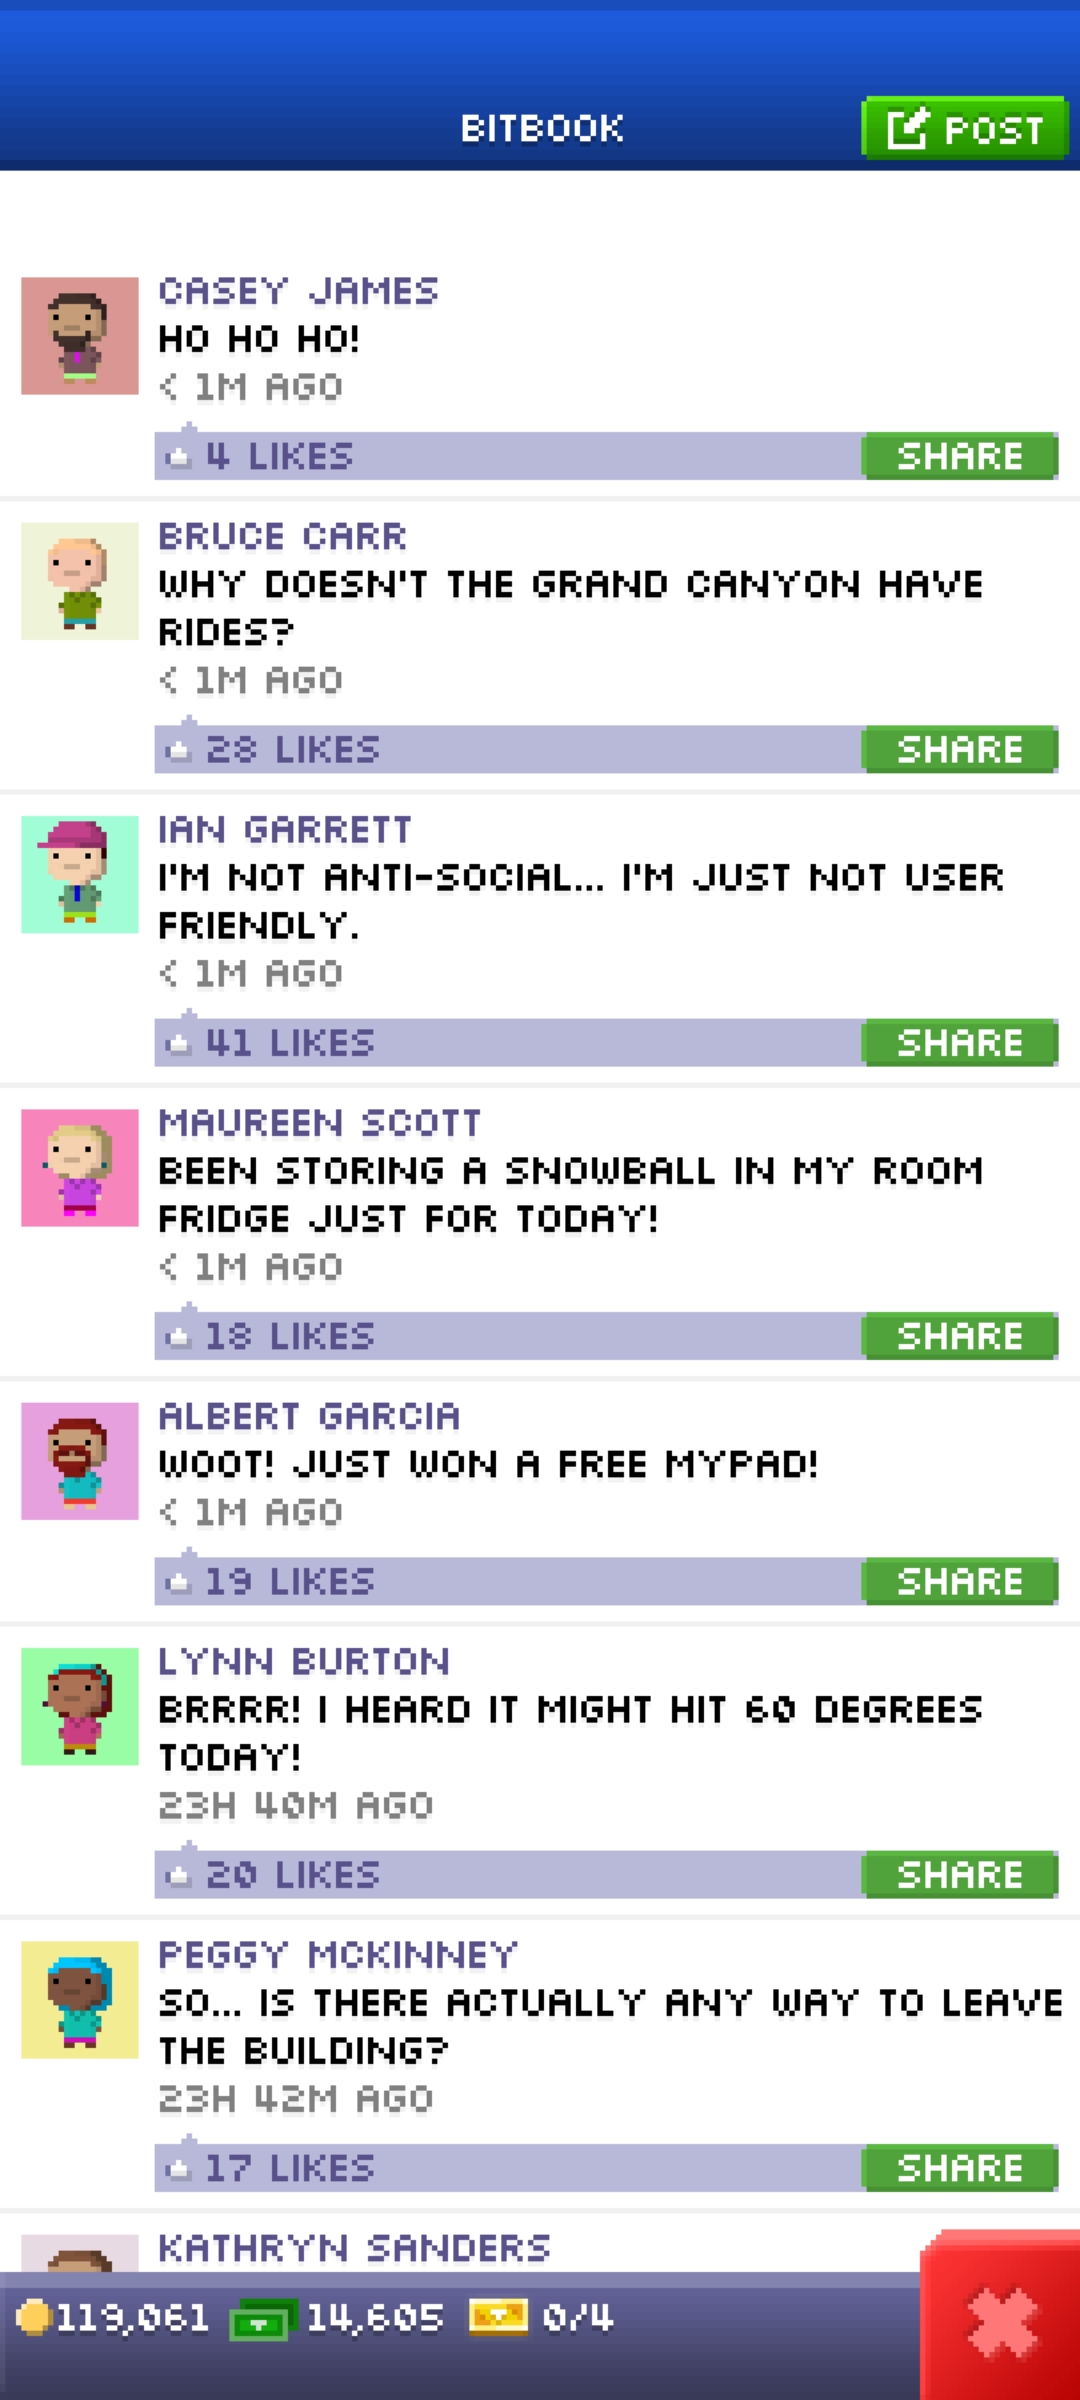 BITBOOK
POST
CASEY JAMES
HO HO HO!
< 1M AGO
4 LIKES
SHARE
BRUCE CARR
WHY DOESN'T THE GRAND CANYON HAVE
RIDES?
< 1M AGO
28 LIKES
SHARE
IAN GARRETT
I'M NOT ANTI-SOCIAL... I'M JUST NOT USER
FRIENDLY.
< 1M AGO
41 LIKES
SHARE
MAUREEN SCOTT
BEEN STORING A SNOWBALL IN MY ROOM
FRIDGE JUST FOR TODAY!
< 1M AGO
18 LIKES
SHARE
ALBERT GARCIA
WOOT! JUST WON A FREE MYPAD!
< 1M AGO
19 LIKES
SHARE
LYNN BURTON
BRRRR! I HEARD IT MIGHT HIT 60 DEGREES
TODAY!
23H 40M AGO
20 LIKES
SHARE
PEGGY MCKINNEY
SO... IS THERE ACTUALLY ANY WAY TO LEAVE
THE BUILDING?
23H 42M AGO
17 LIKES
SHARE
KATHRYN SANDERS
119,061 14,605 0/4